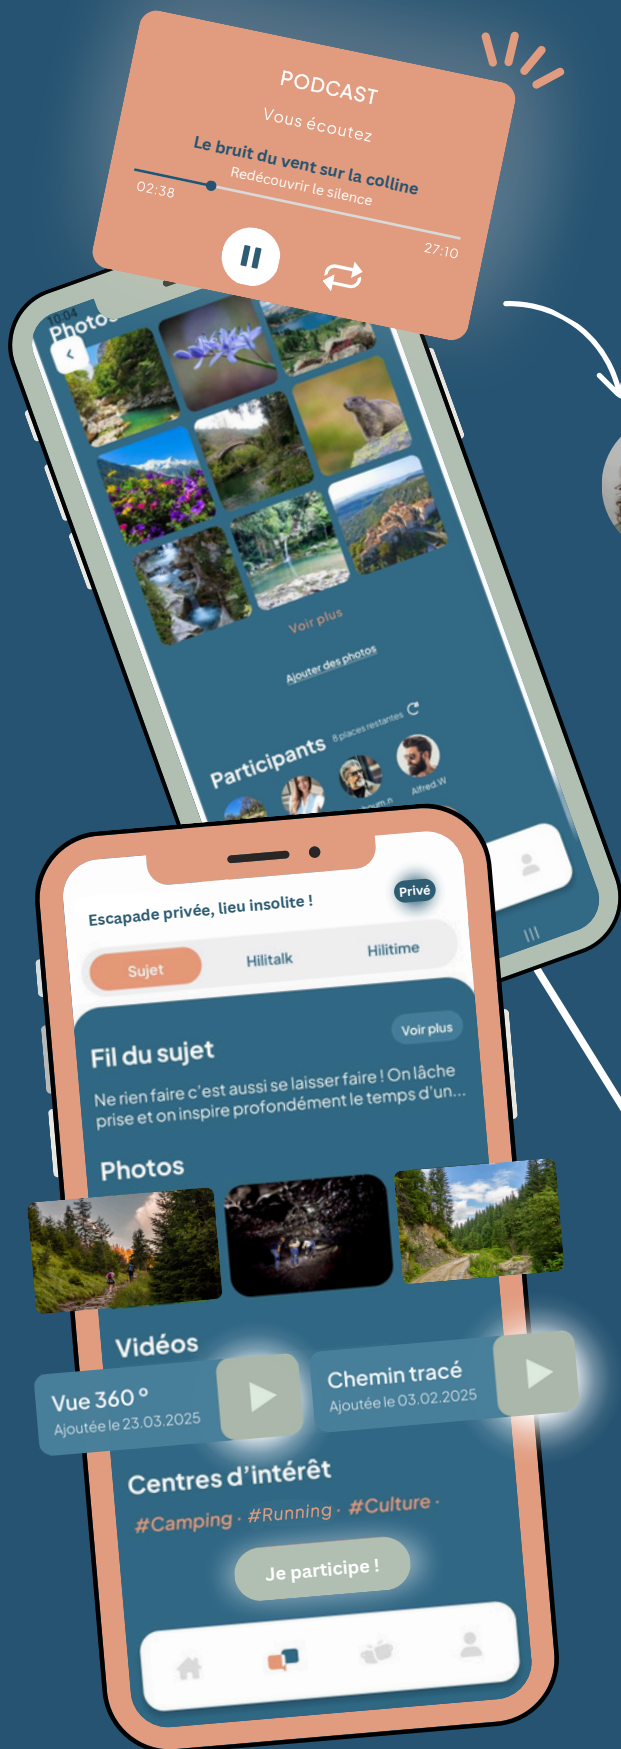 PODCAST
Vous écoutez
Le bruit du vent sur la colline
Redécouvrir le silence
02:38
27:10
10:04
Photos
Voir plus
Ajouter des photos
Participants 8 places restantes
Alfred.W
Escapade privée, lieu insolite !
Privé
Sujet
Hilitalk
Hilitime
Fil du sujet
Voir plus
Ne rien faire c'est aussi se laisser faire ! On lâche
prise et on inspire profondément le temps d'un...
Photos
Vidéos
Vue 360 °
Ajoutée le 23.03.2025
Chemin tracé
Ajoutée le 03.02.2025
Centres d'intérêt
#Camping · #Running · #Culture ·
Je participe !